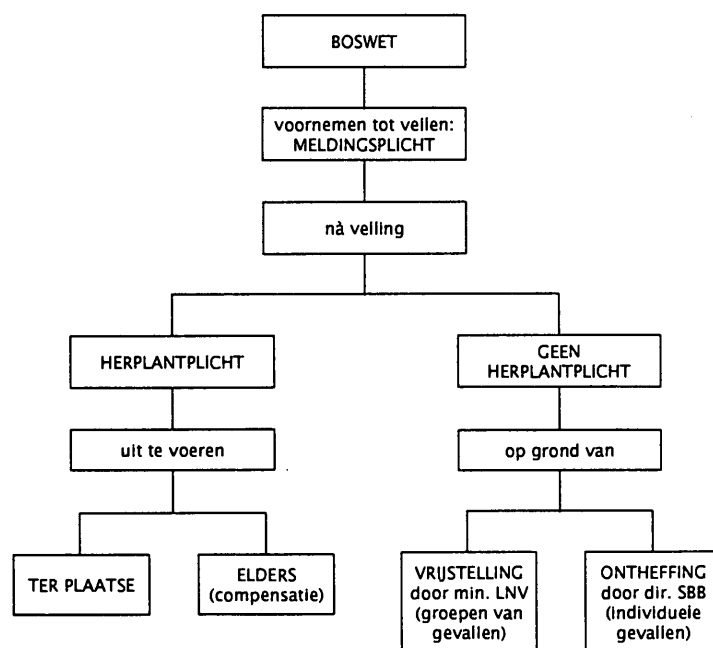 BOSWET
voornemen tot vellen:
MELDINGSPLICHT
nà velling
HERPLANTPLICHT
GEEN
HERPLANTPLICHT
uit te voeren
op grond van
TER PLAATSE
ELDERS
(compensatie)
VRIJSTELLING
door min. LNV
(groepen van
gevallen)
ONTHEFFING
door dir. SBB
(individuele
gevallen)